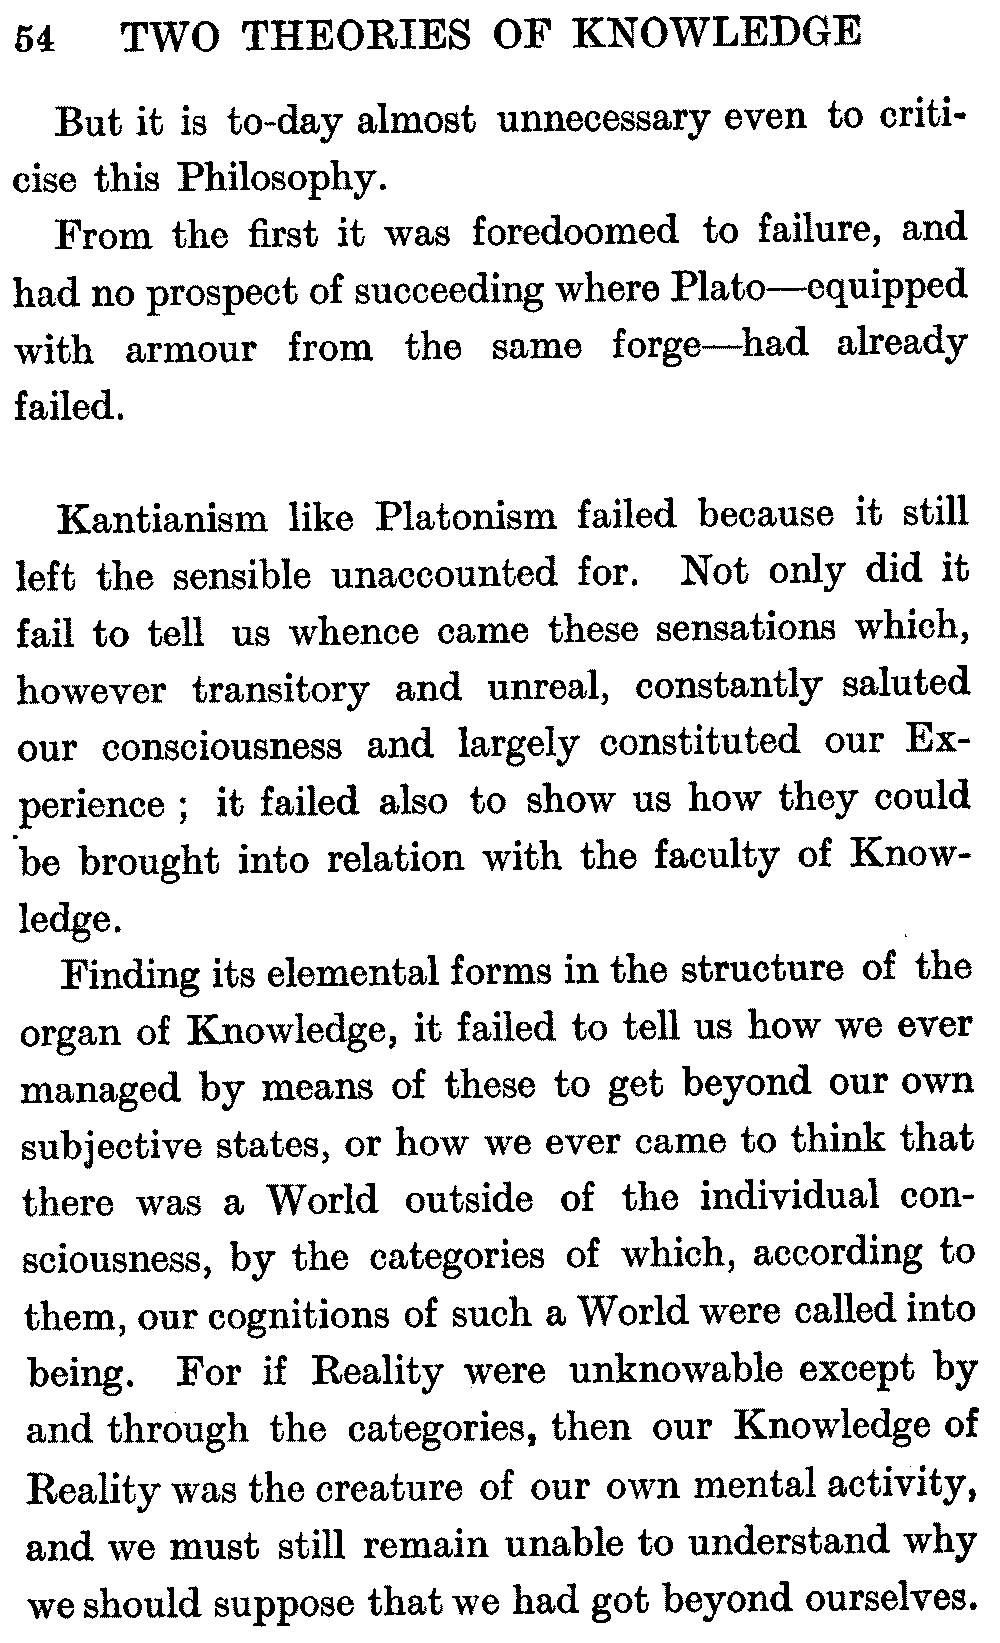 54 TWO THEORIES OF KNOWLEDGE
But it is to-day almost unnecessary even to criti-
cise this Philosophy.
From the first it was foredoomed to failure, and
had no prospect of succeeding where Plato—equipped
with armour from the same forge—had already
failed.
Kantianism like Platonism failed because it still
left the sensible unaccounted for. Not only did it
fail to tell us whence came these sensations which,
however transitory and unreal, constantly saluted
our consciousness and largely constituted our Ex-
perience ; it failed also to show us how they could
be brought into relation with the faculty of Know-
ledge.
Finding its elemental forms in the structure of the
organ of Knowledge, it failed to tell us how we ever
managed by means of these to get beyond our own
subjective states, or how we ever came to think that
there was a World outside of the individual con-
sciousness, by the categories of which, according to
them, our cognitions of such a World were called into
being. For if Reality were unknowable except by
and through the categories, then our Knowledge of
Reality was the creature of our own mental activity,
and we must still remain unable to understand why
we should suppose that we had got beyond ourselves.